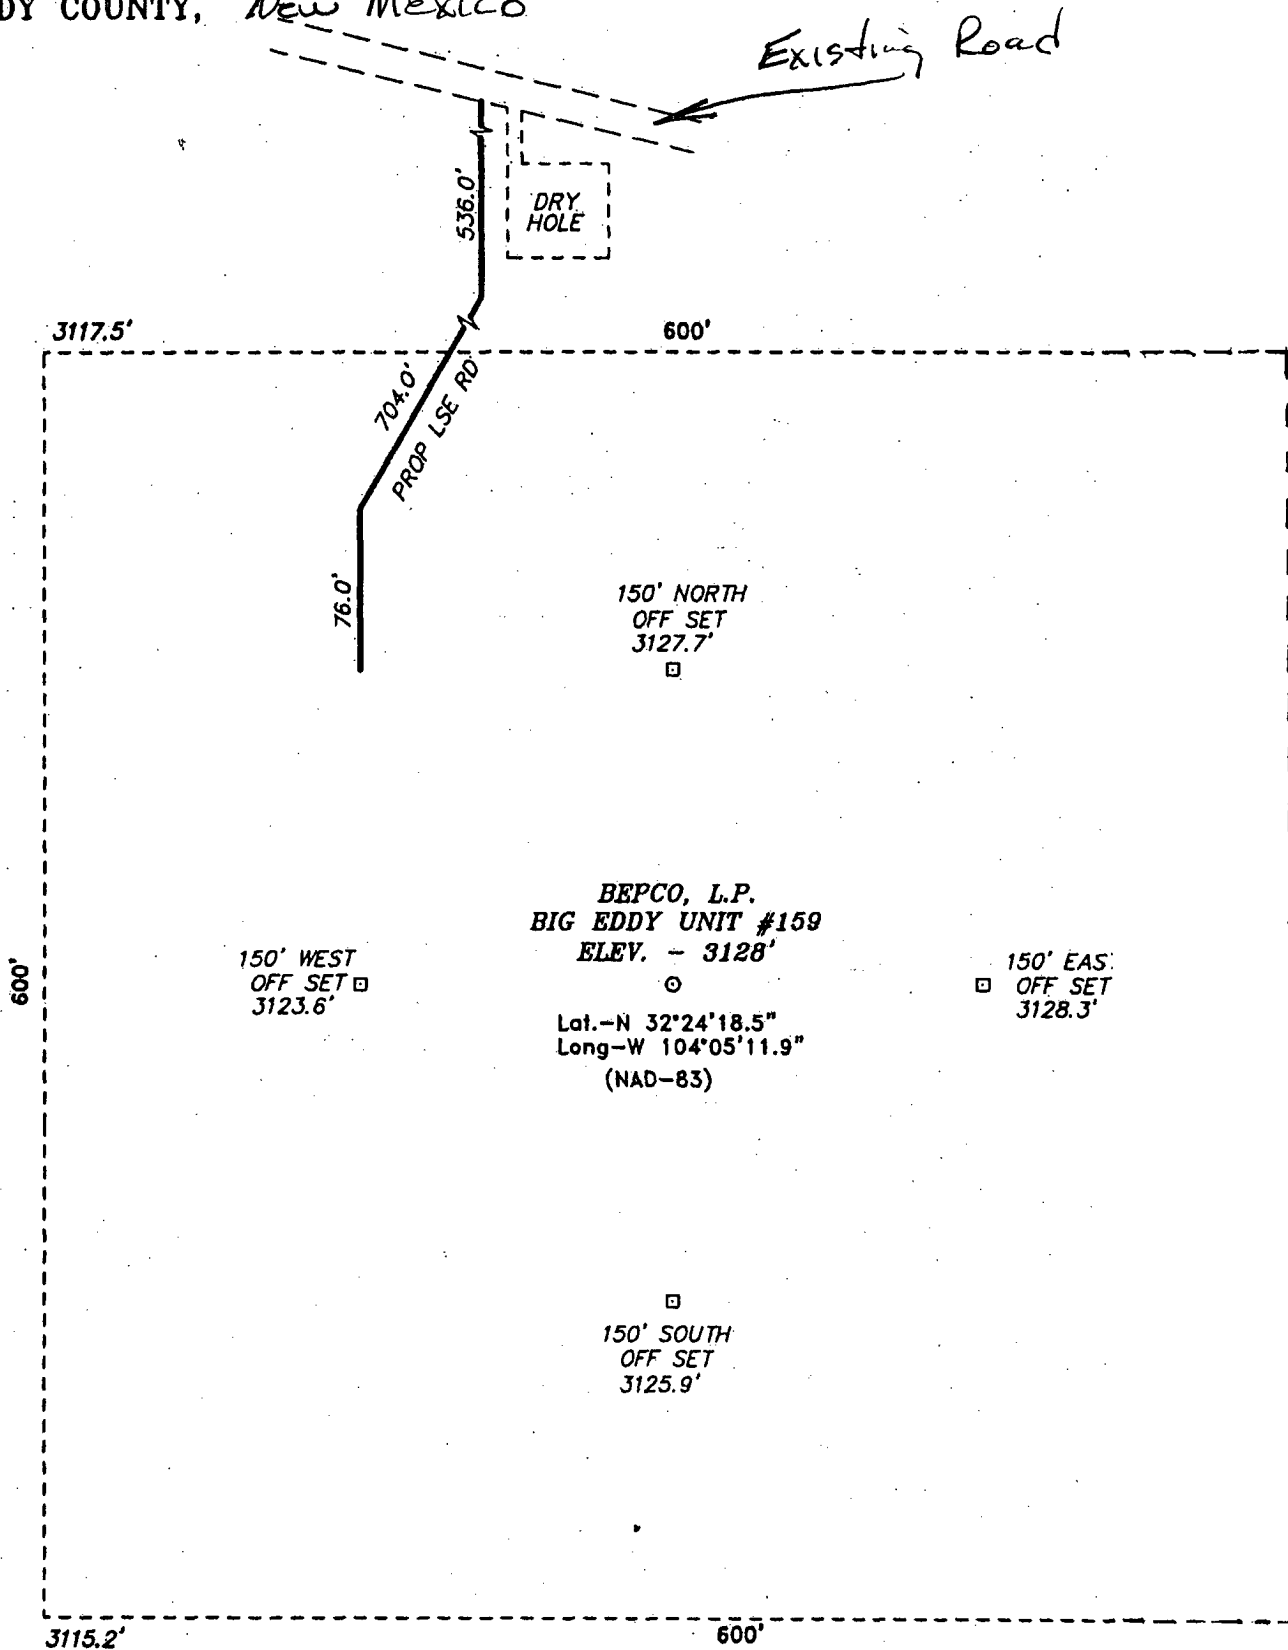 DY COUNTY, New Mexico
Existing Road
536.0'
DRY
HOLE
3117.5'
600'
704.0'
PROP LSE RD
76.0'
150' NORTH
OFF SET
3127.7'
BEPCO, L.P.
BIG EDDY UNIT #159
ELEV. - 3128'
600'
150' WEST
OFF SET
3123.6'
150' EAS
OFF SET
3128.3'
Lat.-N 32°24'18.5"
Long-W 104°05'11.9"
(NAD-83)
150' SOUTH
OFF SET
3125.9'
3115.2'
600'